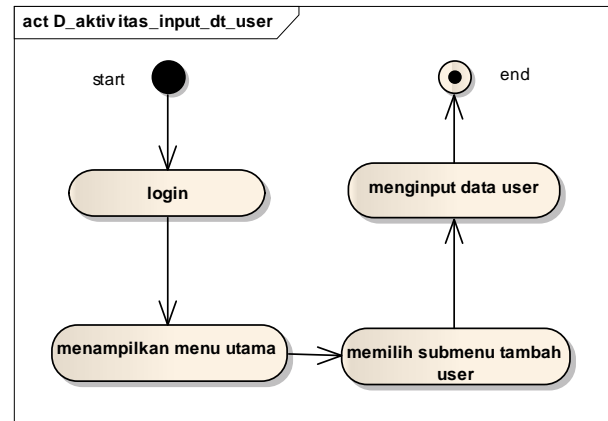 act D_aktivitas_input_dt_user
start
end
login
menginput data user
menampilkan menu utama
memilih submenu tambah
user